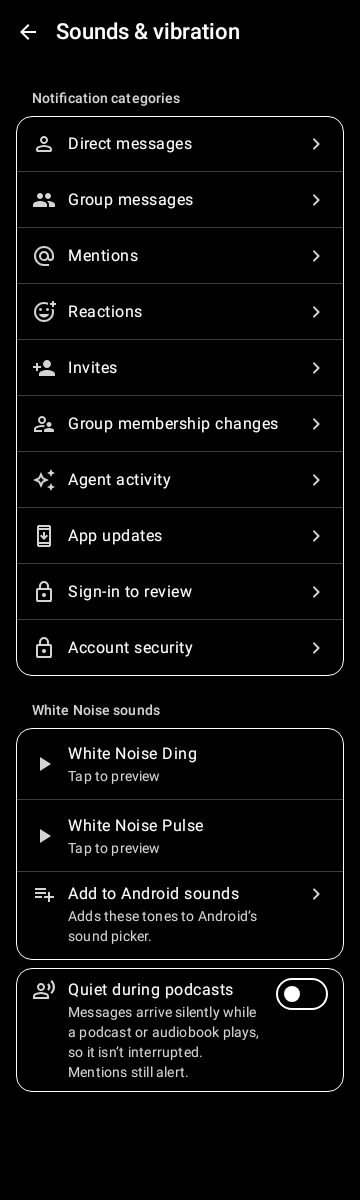 Sounds & vibration
Notification categories
Direct messages
Group messages
Mentions
Reactions
Invites
Group membership changes
Agent activity
App updates
Sign-in to review
Account security
White Noise sounds
White Noise Ding
Tap to preview
White Noise Pulse
Tap to preview
Add to Android sounds
Adds these tones to Android’s
sound picker.
Quiet during podcasts
Messages arrive silently while
a podcast or audiobook plays,
so it isn’t interrupted.
Mentions still alert.